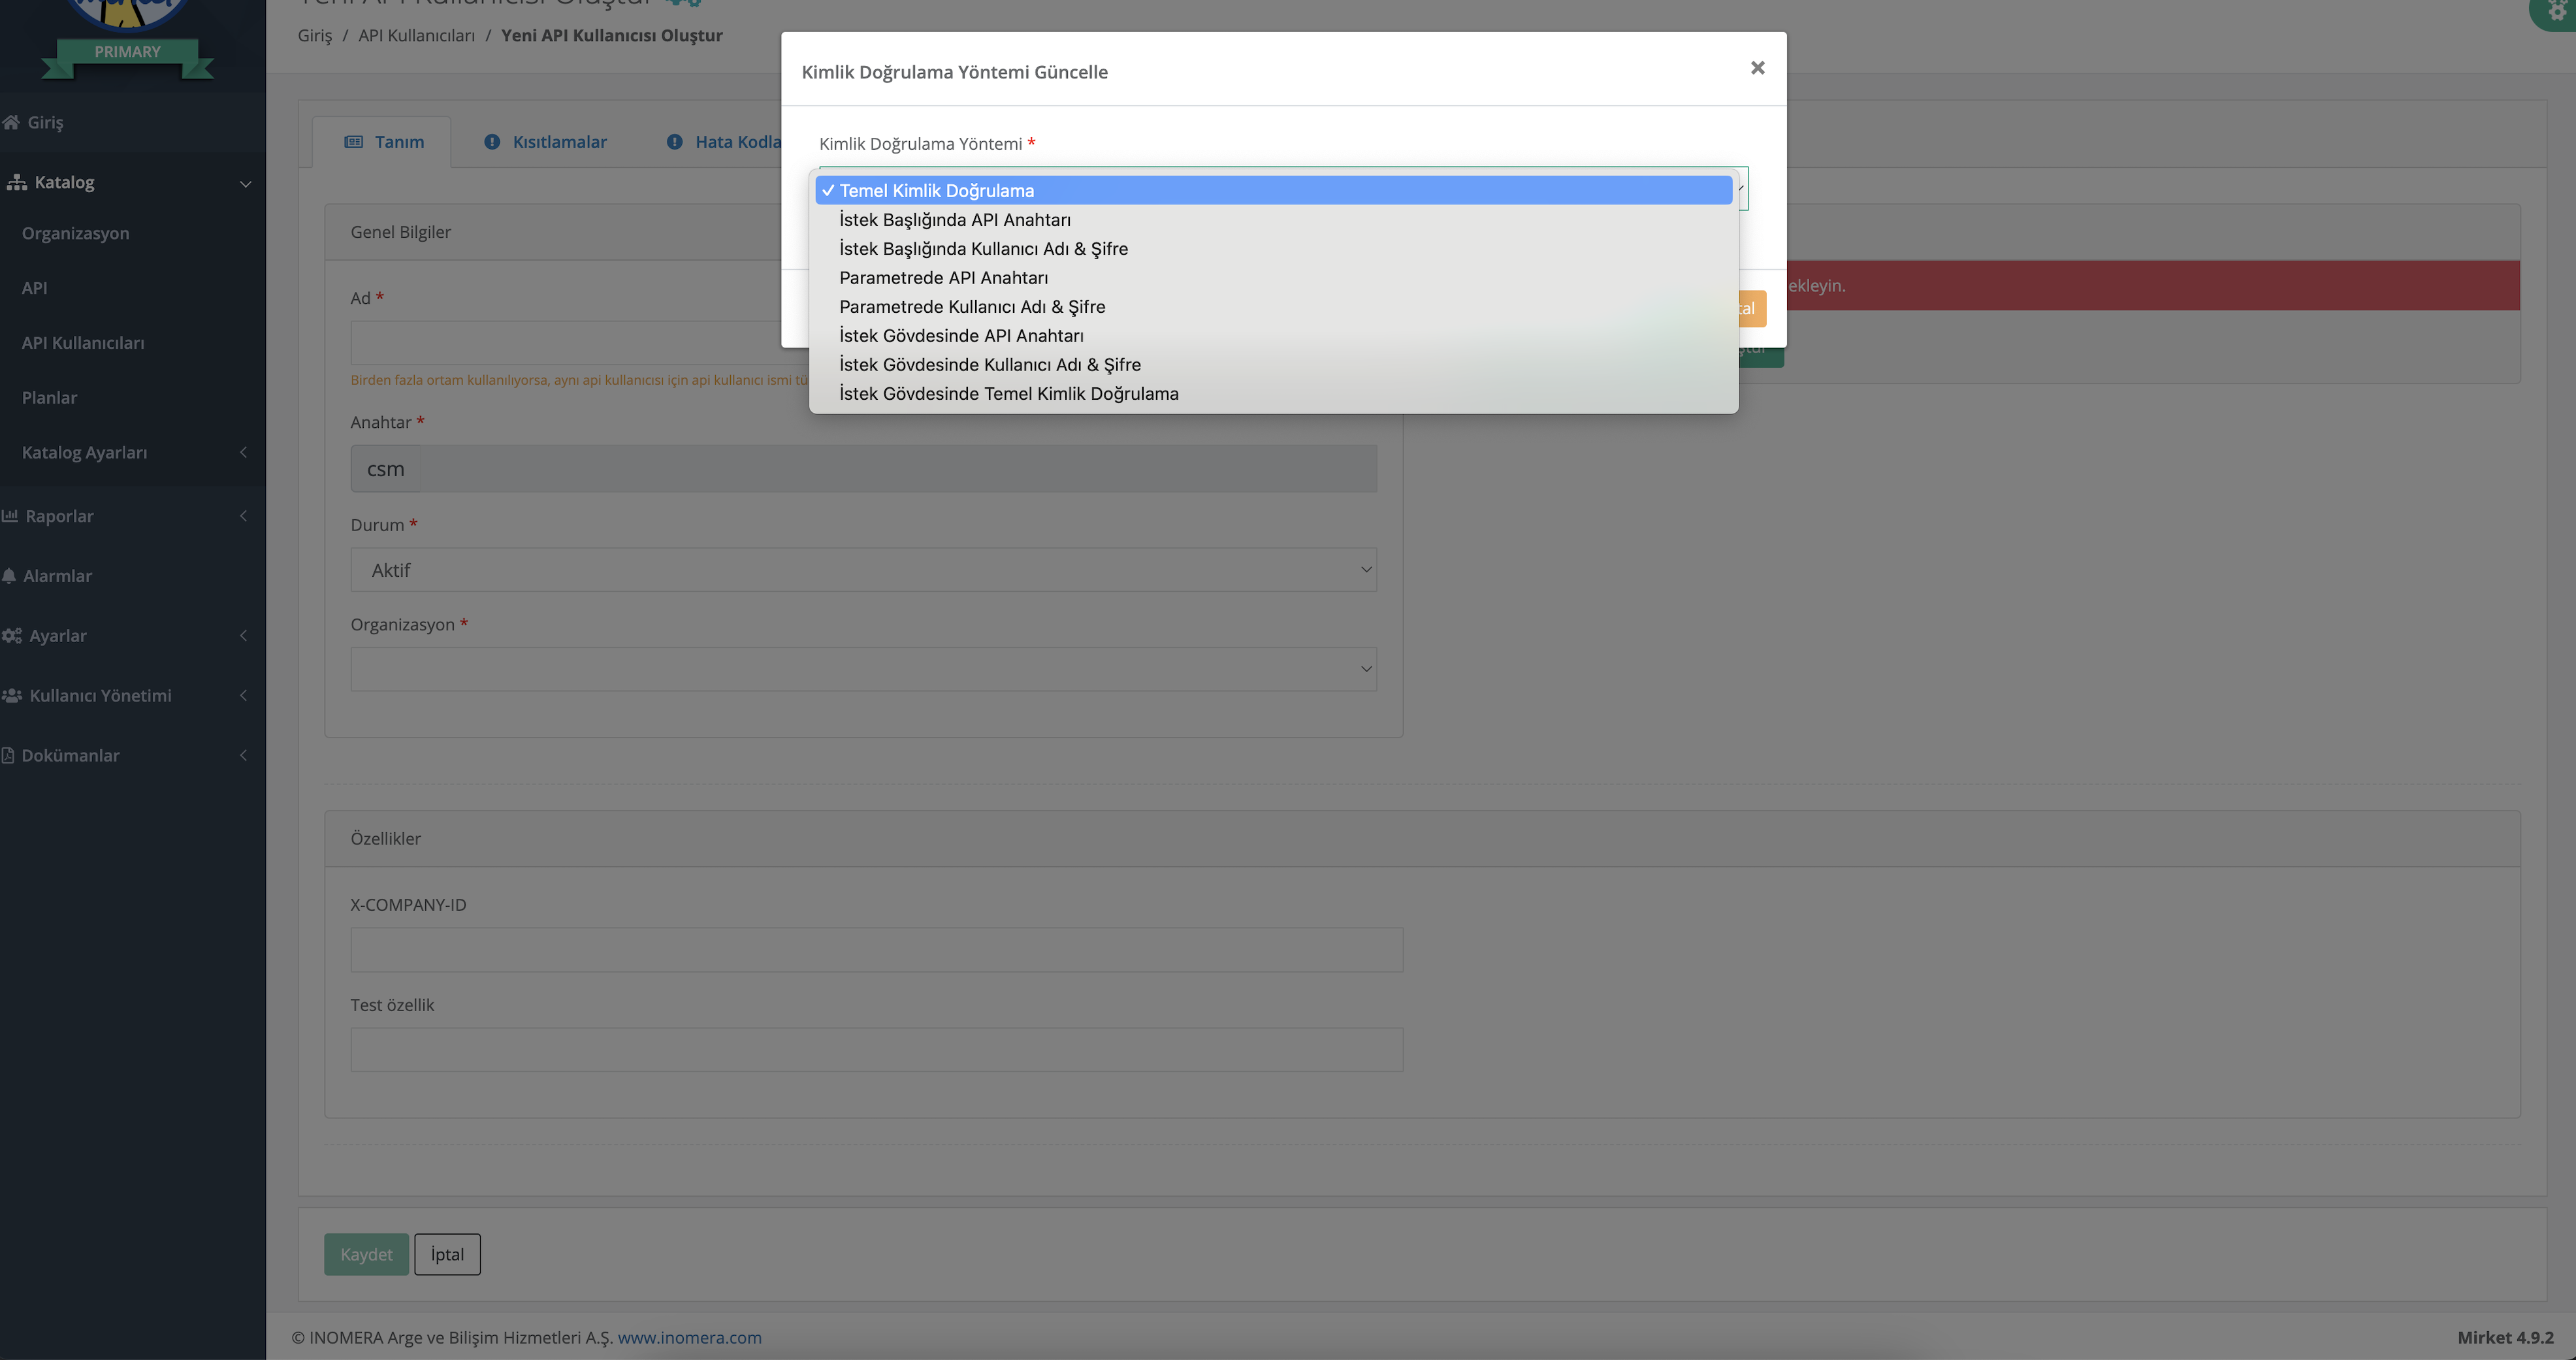 PRIMARY
Giriş
Katalog
Organizasyon
API
API Kullanıcıları
Planlar
Katalog Ayarları
Raporlar
Alarmlar
Ayarlar
Kullanıcı Yönetimi
Dokümanlar
Yeni API Kullanıcısı Oluştur
Giriş / API Kullanıcıları / Yeni API Kullanıcısı Oluştur
Kimlik Doğrulama Yöntemi Güncelle
Kimlik Doğrulama Yöntemi *
✓ Temel Kimlik Doğrulama
İstek Başlığında API Anahtarı
İstek Başlığında Kullanıcı Adı & Şifre
Parametrede API Anahtarı
Parametrede Kullanıcı Adı & Şifre
İstek Gövdesinde API Anahtarı
İstek Gövdesinde Kullanıcı Adı & Şifre
İstek Gövdesinde Temel Kimlik Doğrulama
Tanım Kısıtlamalar Hata Kodla
Genel Bilgiler
ekleyin.
tal
Ad *
Birden fazla ortam kullanılıyorsa, aynı api kullanıcısı için api kullanıcı ismi tü
Anahtar *
csm
Durum *
Aktif
Organizasyon *
Özellikler
X-COMPANY-ID
Test özellik
Kaydet İptal
© INOMERA Arge ve Bilişim Hizmetleri A.Ş. www.inomera.com
Mirket 4.9.2